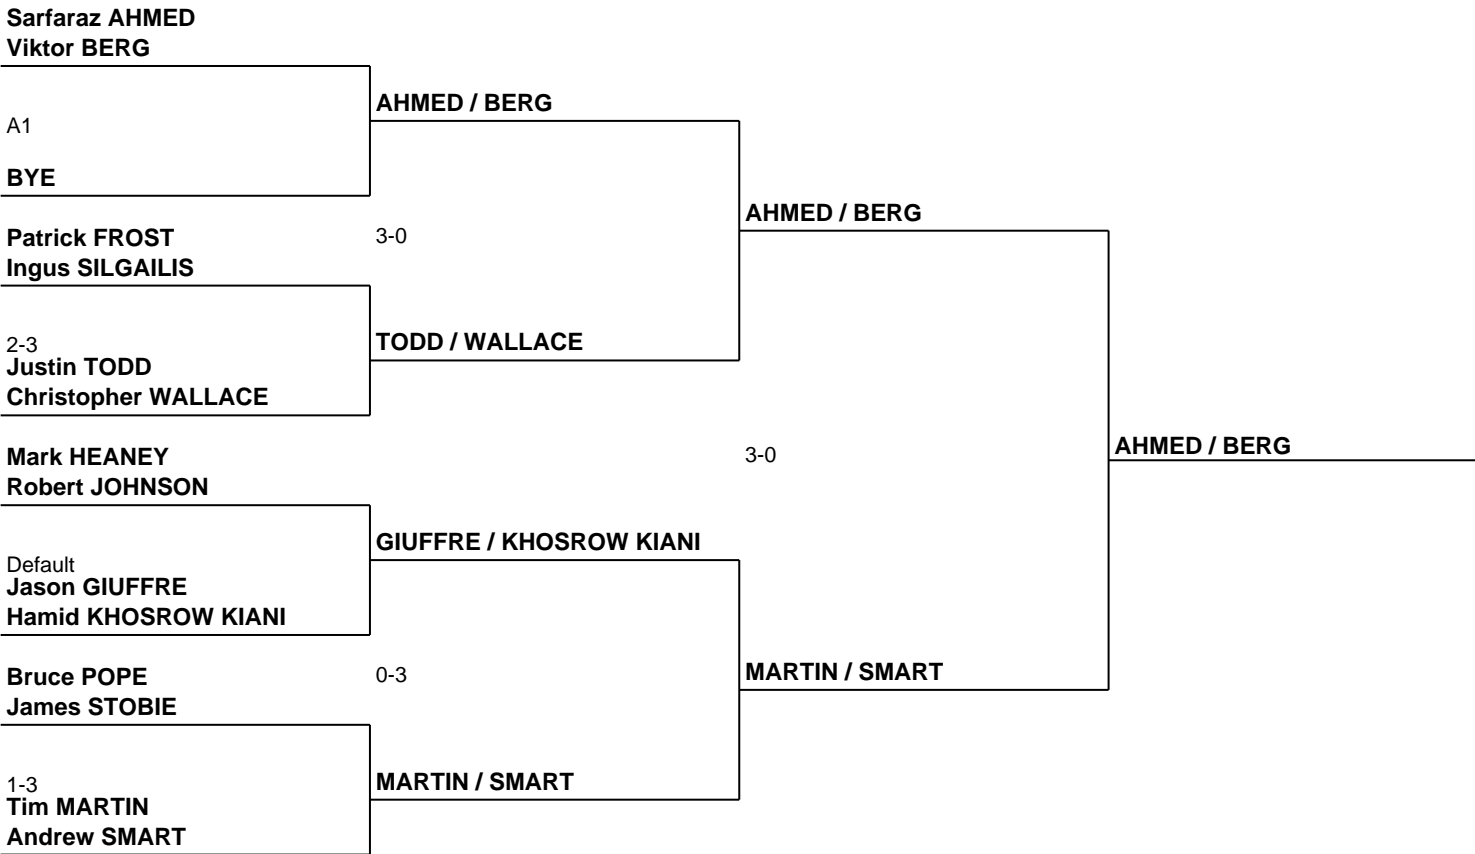 Sarfaraz AHMED
Viktor BERG
AHMED / BERG
A1
BYE
AHMED / BERG
Patrick FROST
3-0
Ingus SILGAILIS
2-3
TODD / WALLACE
Justin TODD
Christopher WALLACE
Mark HEANEY
3-0
AHMED / BERG
Robert JOHNSON
GIUFFRE / KHOSROW KIANI
Default
Jason GIUFFRE
Hamid KHOSROW KIANI
Bruce POPE
0-3
MARTIN / SMART
James STOBIE
1-3
MARTIN / SMART
Tim MARTIN
Andrew SMART